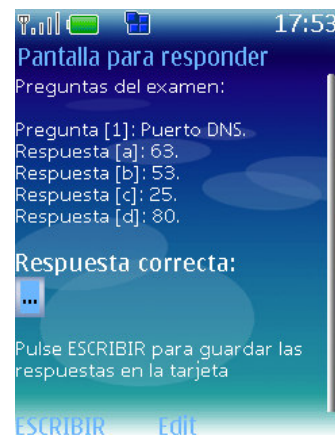 17:53
Pantalla para responder
Preguntas del examen:
Pregunta [1]: Puerto DNS.
Respuesta [a]: 63.
Respuesta [b]: 53.
Respuesta [c]: 25.
Respuesta [d]: 80.
Respuesta correcta:
...
Pulse ESCRIBIR para guardar las
respuestas en la tarjeta
ESCRIBIR Edit